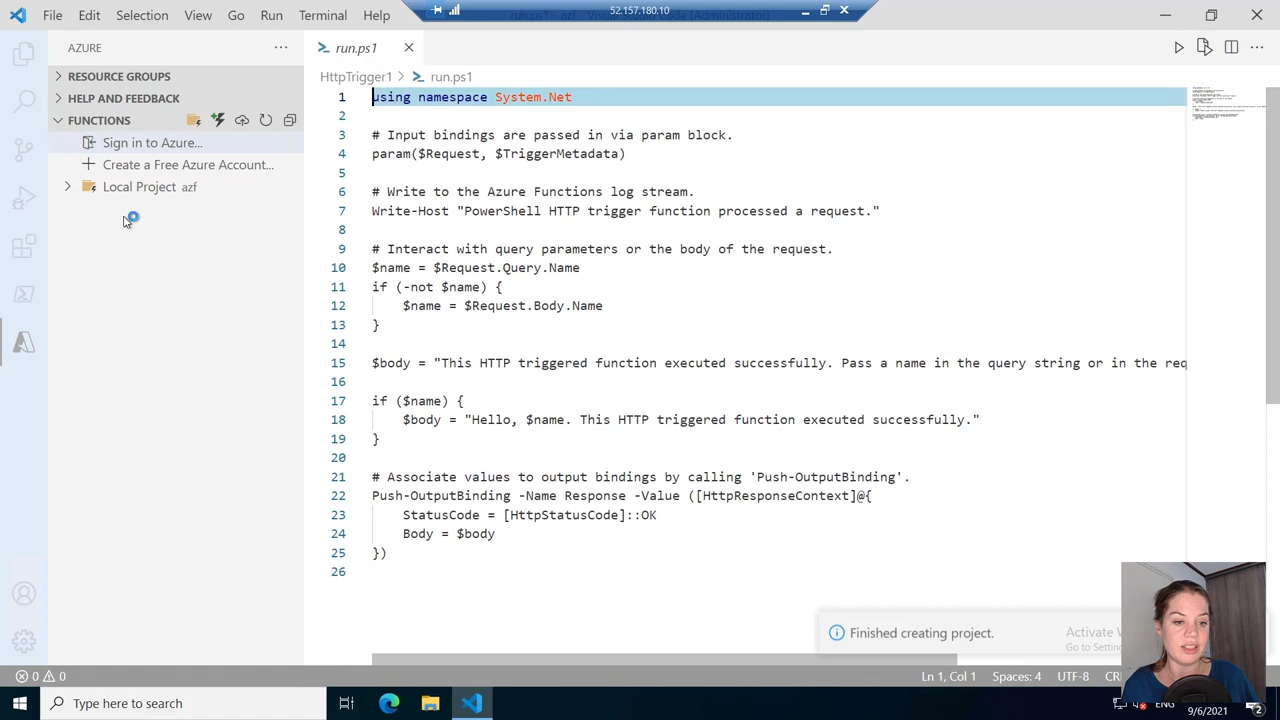 File Edit Selection View Go Run Terminal Help
52.157.180.10
AZURE
RESOURCE GROUPS
HELP AND FEEDBACK
FUNCTIONS
Sign in to Azure...
Create a Free Azure Account...
Local Project azf
run.ps1
HttpTrigger1 > run.ps1
1 using namespace System.Net
2
3 # Input bindings are passed in via param block.
4 param($Request, $TriggerMetadata)
5
6 # Write to the Azure Functions log stream.
7 Write-Host "PowerShell HTTP trigger function processed a request."
8
9 # Interact with query parameters or the body of the request.
10 $name = $Request.Query.Name
11 if (-not $name) {
12 $name = $Request.Body.Name
13 }
14
15 $body = "This HTTP triggered function executed successfully. Pass a name in the query string or in the req
16
17 if ($name) {
18 $body = "Hello, $name. This HTTP triggered function executed successfully."
19 }
20
21 # Associate values to output bindings by calling 'Push-OutputBinding'.
22 Push-OutputBinding -Name Response -Value ([HttpResponseContext]@{
23 StatusCode = [HttpStatusCode]::OK
24 Body = $body
25 })
26
Finished creating project.
Activate
Go to Setting
0 0
Ln 1, Col 1 Spaces: 4 UTF-8 CR
Type here to search
ENG
9/6/2021
2